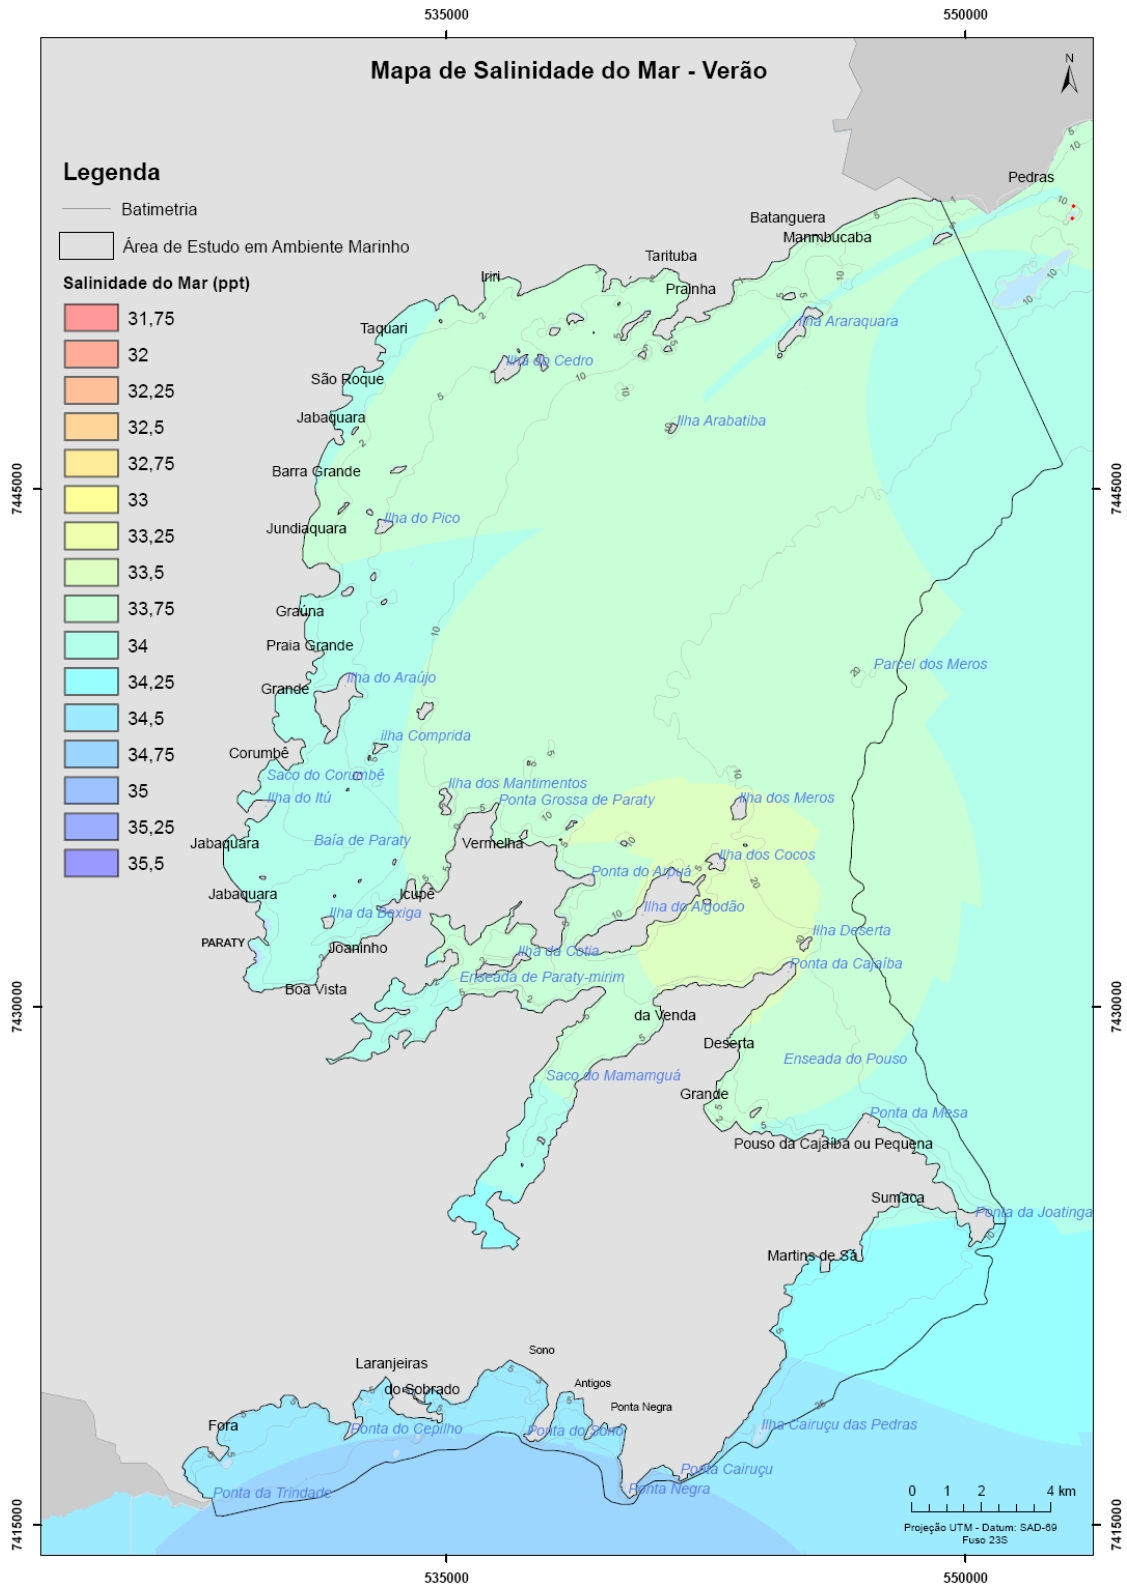 535000
550000
Mapa de Salinidade do Mar - Verão
N
Legenda
Batimetria
Área de Estudo em Ambiente Marinho
Salinidade do Mar (ppt)
31,75
32
32,25
32,5
32,75
33
33,25
33,5
33,75
34
34,25
34,5
34,75
35
35,25
35,5
Pedras
Batanguera
Manmbucaba
Tarituba
Prainha
Iriri
Taquari
Ilha Araraquara
Ilha do Cedro
São Roque
Jabaquara
Ilha Arabatiba
Barra Grande
7445000
7445000
Ilha do Pico
Jundiaquara
Graúna
Praia Grande
Parcel dos Meros
Ilha do Araújo
Grande
ilha Comprida
Corumbê
Saco do Corumbê
Ilha dos Mantimentos
Ilha do Itú
Ponta Grossa de Paraty
Ilha dos Meros
Jabaquara
Baía de Paraty
Vermelha
Ilha dos Cocos
Ponta do Arpuá
Jabaquara
Icupê
Ilha da Bexiga
Ilha do Algodão
Ilha Deserta
PARATY
Joaninho
Ilha da Cotia
Ponta da Cajaíba
Enseada de Paraty-mirim
Boa Vista
7430000
7430000
da Venda
Deserta
Enseada do Pouso
Saco do Mamamguá
Grande
Ponta da Mesa
Pouso da Cajaíba ou Pequena
Sumaca
Ponta da Joatinga
Martins de Sá
Sono
Laranjeiras
do Sobrado
Antigos
Ponta Negra
Fora
Ponta do Cepilho
Ponta do Sono
Ilha Cairuçu das Pedras
Ponta Cairuçu
Ponta da Trindade
Ponta Negra
0 1 2 4 km
Projeção UTM - Datum: SAD-69
Fuso 23S
7415000
7415000
535000
550000